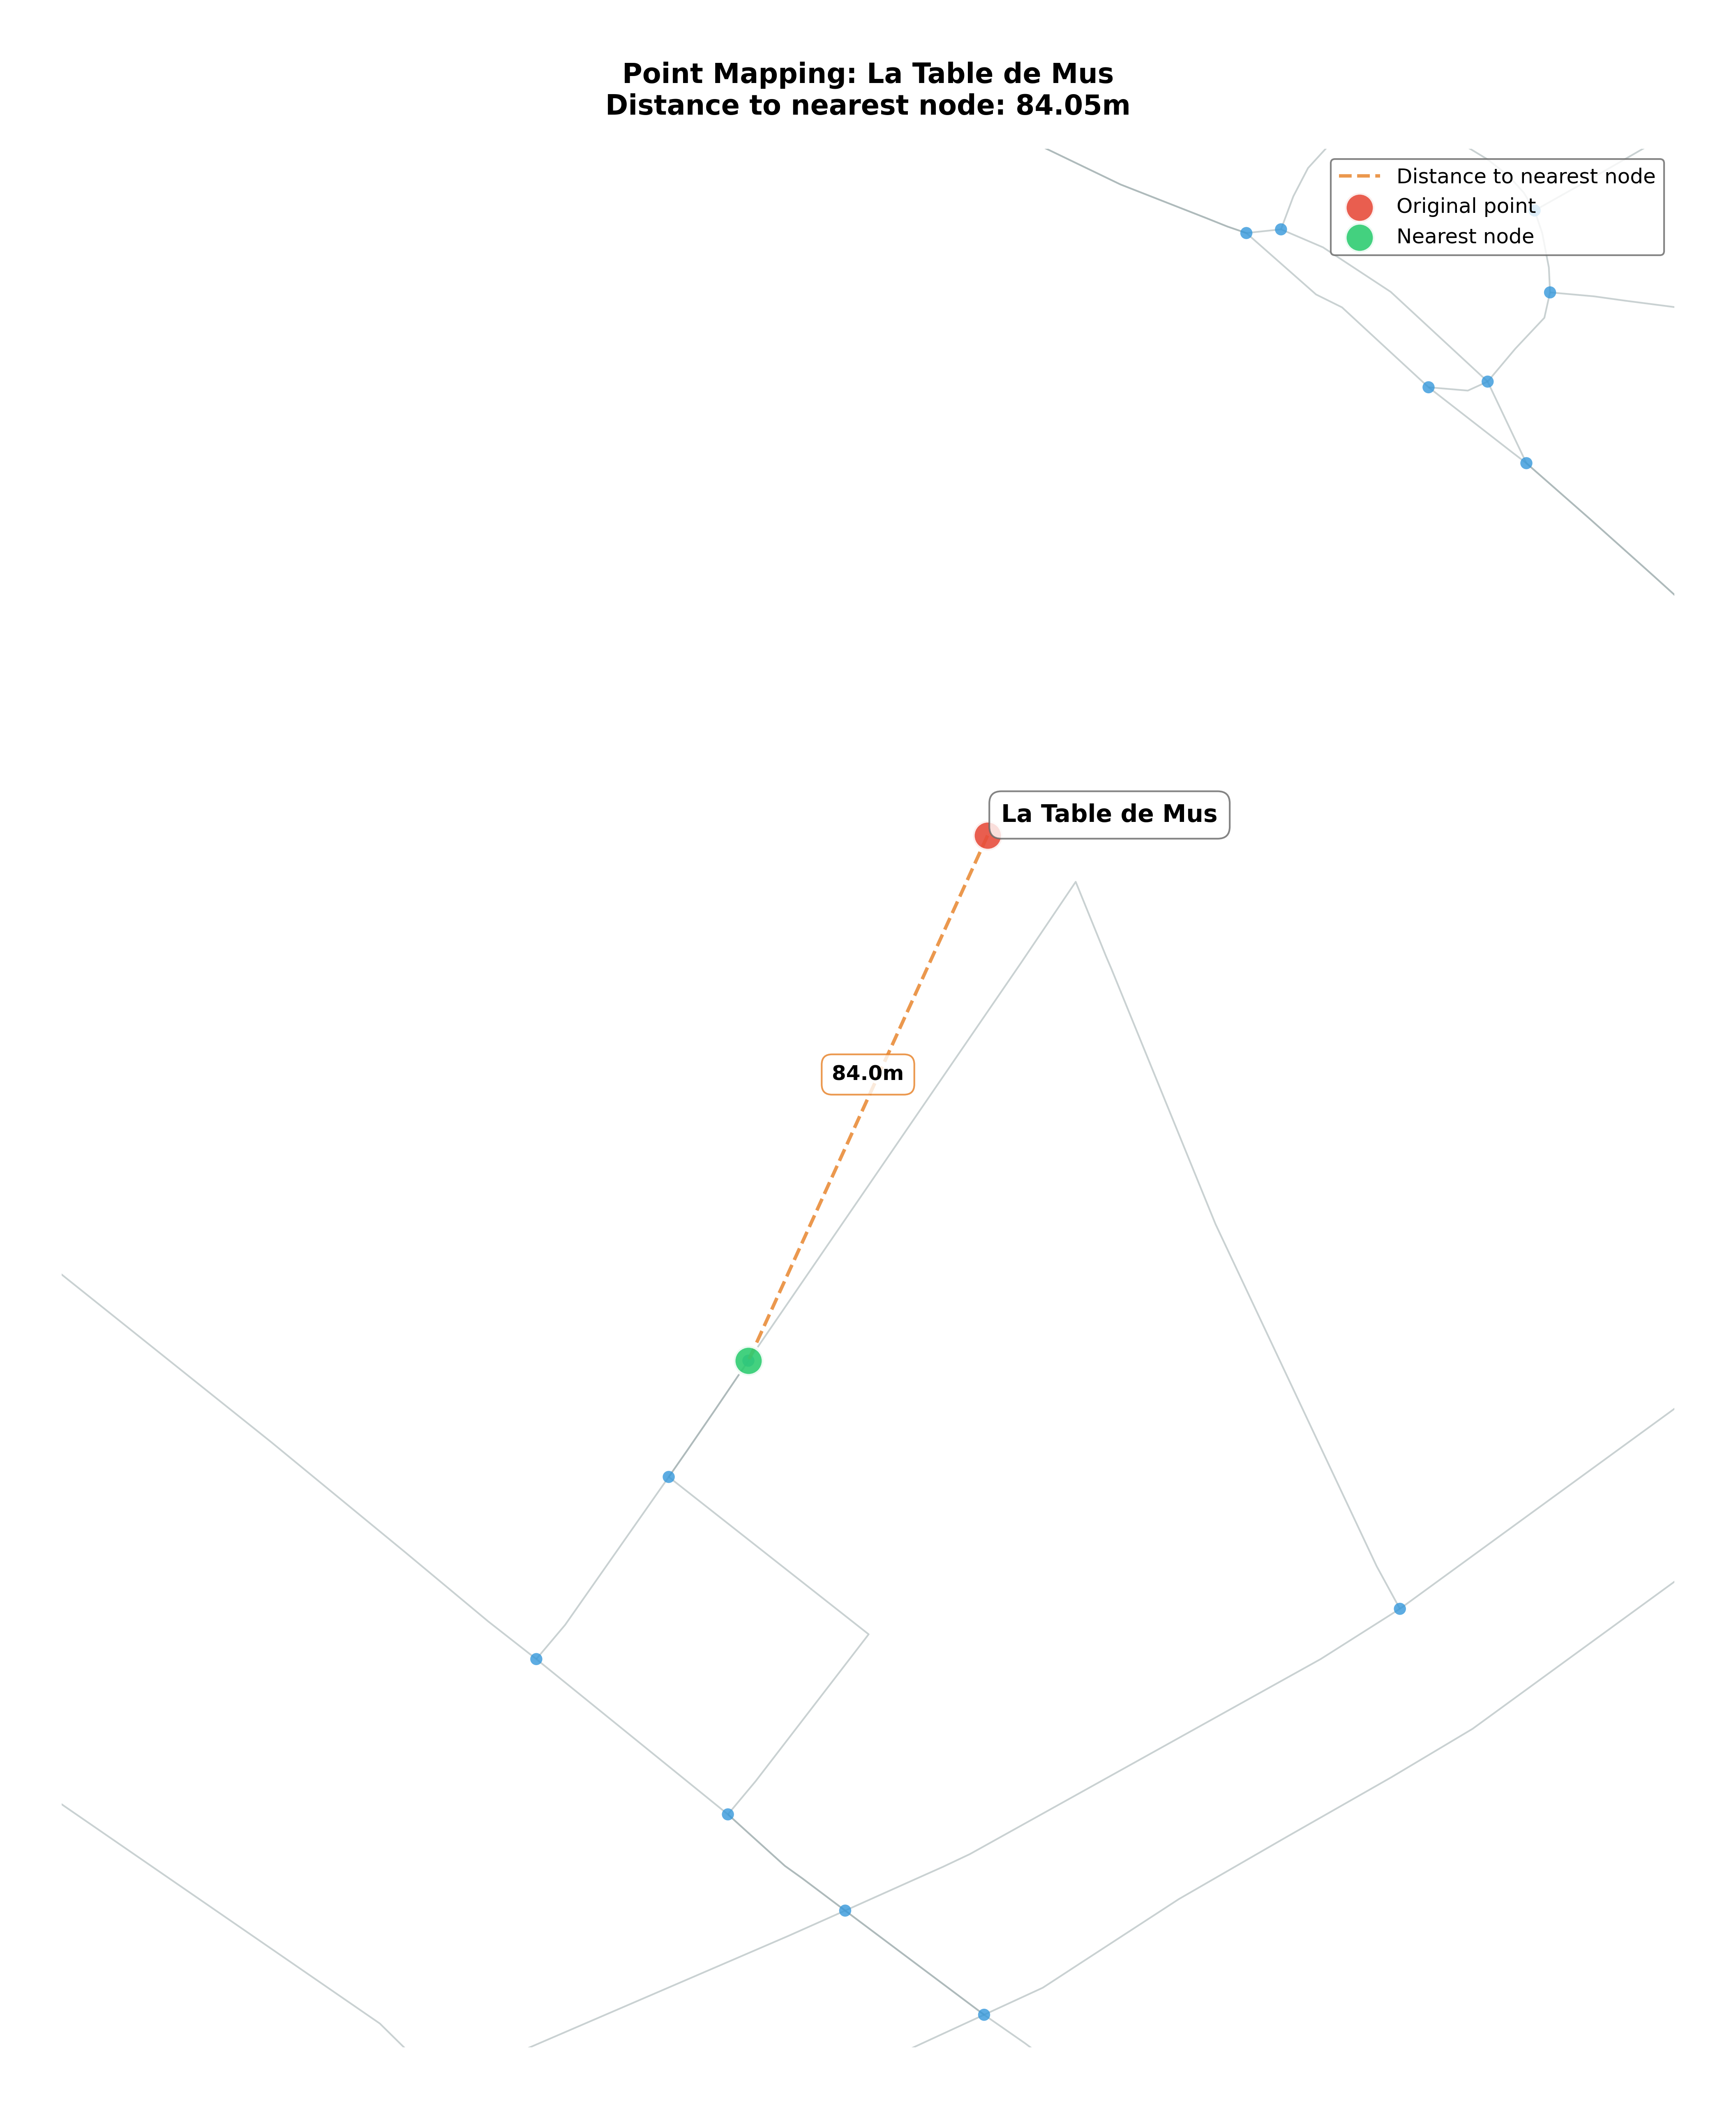 Point Mapping: La Table de Mus
Distance to nearest node: 84.05m
Distance to nearest node
Original point
Nearest node
La Table de Mus
84.0m